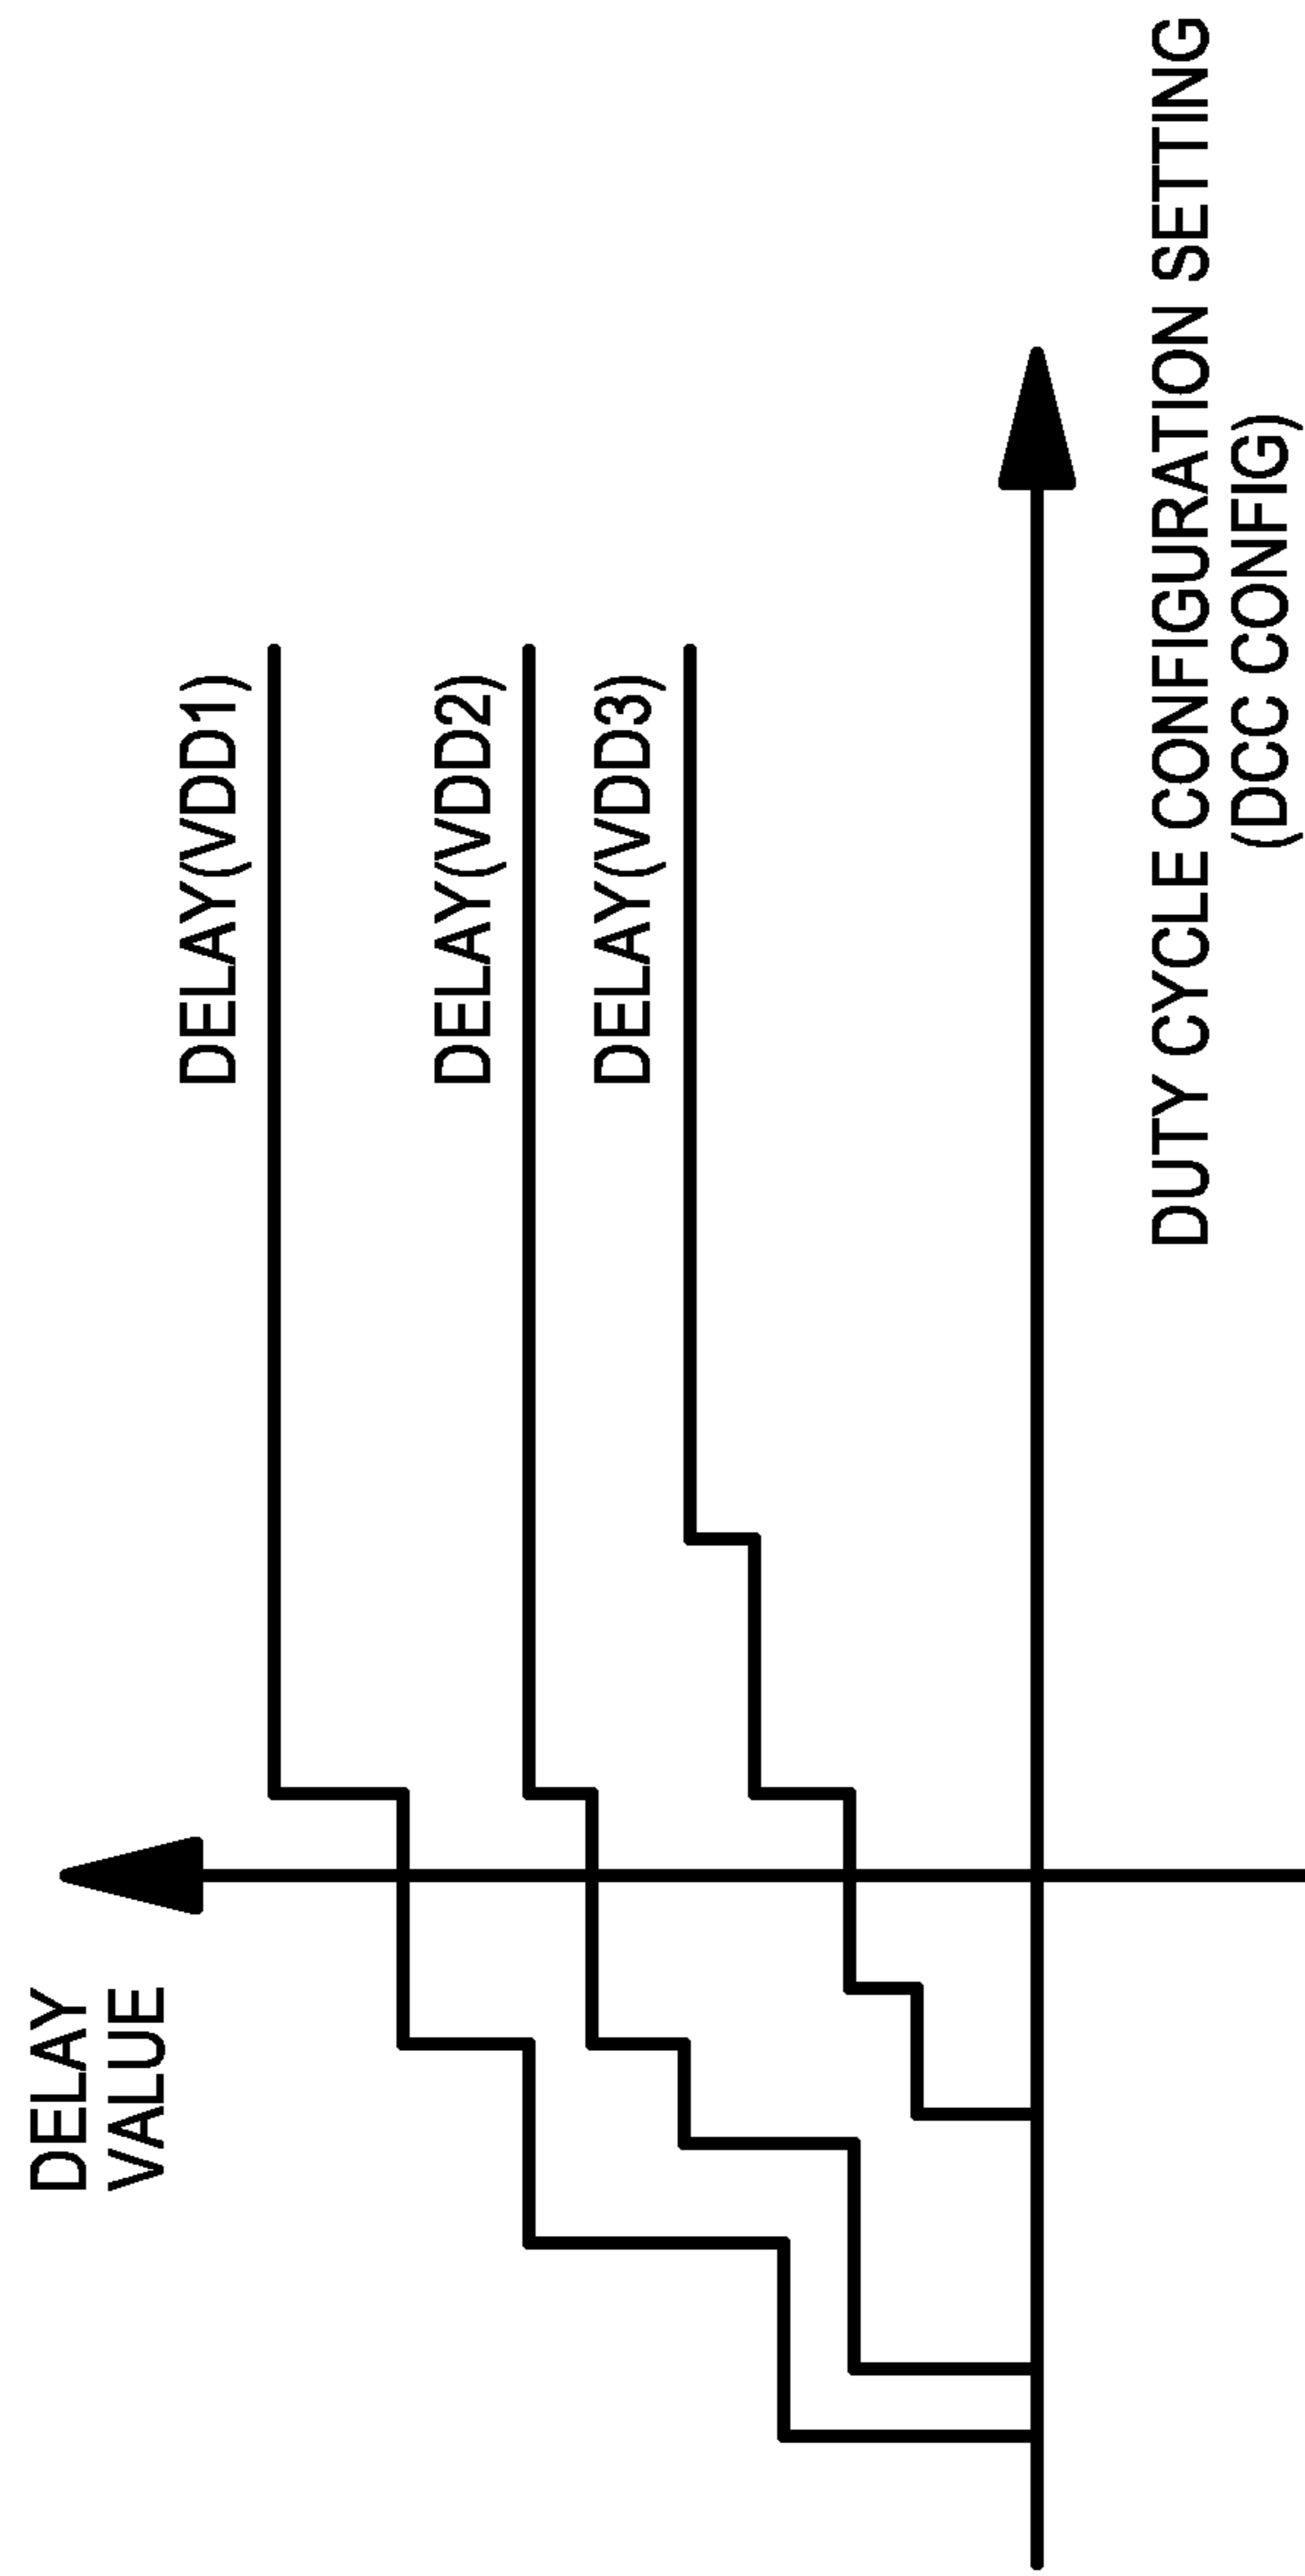 DELAY
VALUE
DELAY(VDD1)
DELAY(VDD2)
DELAY(VDD3)
DUTY CYCLE CONFIGURATION SETTING
(DCC CONFIG)